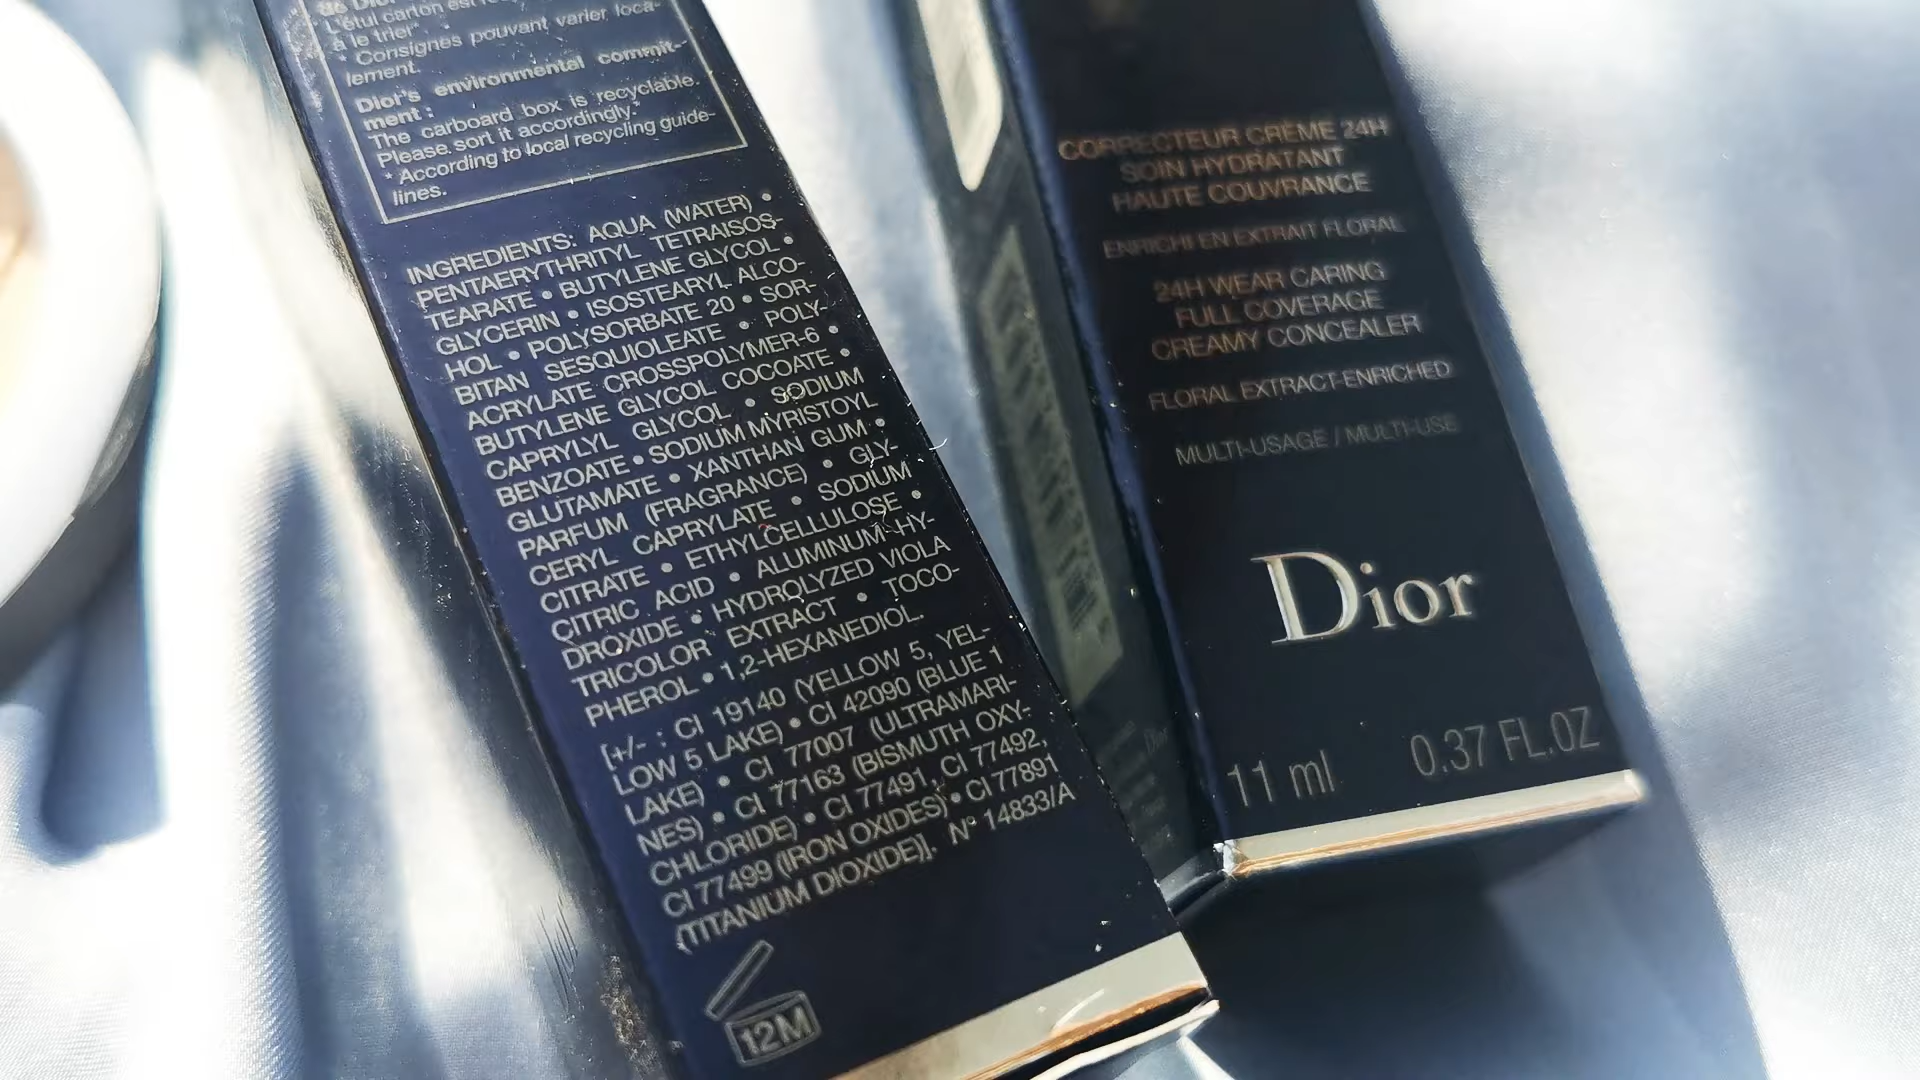 de Dior
L'étui carton est
à le trier*
* Consignes pouvant varier loca-
lement.
Dior's environmental commit-
ment :
The carboard box is recyclable.
Please sort it accordingly.*
* According to local recycling guide-
lines.
INGREDIENTS: AQUA (WATER) •
PENTAERYTHRITYL TETRAISOS-
TEARATE • BUTYLENE GLYCOL •
GLYCERIN • ISOSTEARYL ALCO-
HOL • POLYSORBATE 20 • SOR-
BITAN SESQUIOLEATE • POLY-
ACRYLATE CROSSPOLYMER-6 •
BUTYLENE GLYCOL COCOATE •
CAPRYLYL GLYCOL • SODIUM
BENZOATE • SODIUM MYRISTOYL
GLUTAMATE • XANTHAN GUM •
PARFUM (FRAGRANCE) • GLY-
CERYL CAPRYLATE • SODIUM
CITRATE • ETHYLCELLULOSE •
CITRIC ACID • ALUMINUM HY-
DROXIDE • HYDROLYZED VIOLA
TRICOLOR EXTRACT • TOCO-
PHEROL • 1,2-HEXANEDIOL.
[+/- : CI 19140 (YELLOW 5, YEL-
LOW 5 LAKE) • CI 42090 (BLUE 1
LAKE) • CI 77007 (ULTRAMARI-
NES) • CI 77163 (BISMUTH OXY-
CHLORIDE) • CI 77491, CI 77492,
CI 77499 (IRON OXIDES) • CI 77891
(TITANIUM DIOXIDE)]. N° 14833/A
12M
CORRECTEUR CRÈME 24H
SOIN HYDRATANT
HAUTE COUVRANCE
ENRICHI EN EXTRAIT FLORAL
24H WEAR CARING
FULL COVERAGE
CREAMY CONCEALER
FLORAL EXTRACT-ENRICHED
MULTI-USAGE / MULTI-USE
Dior
11 ml 0.37 FL.OZ